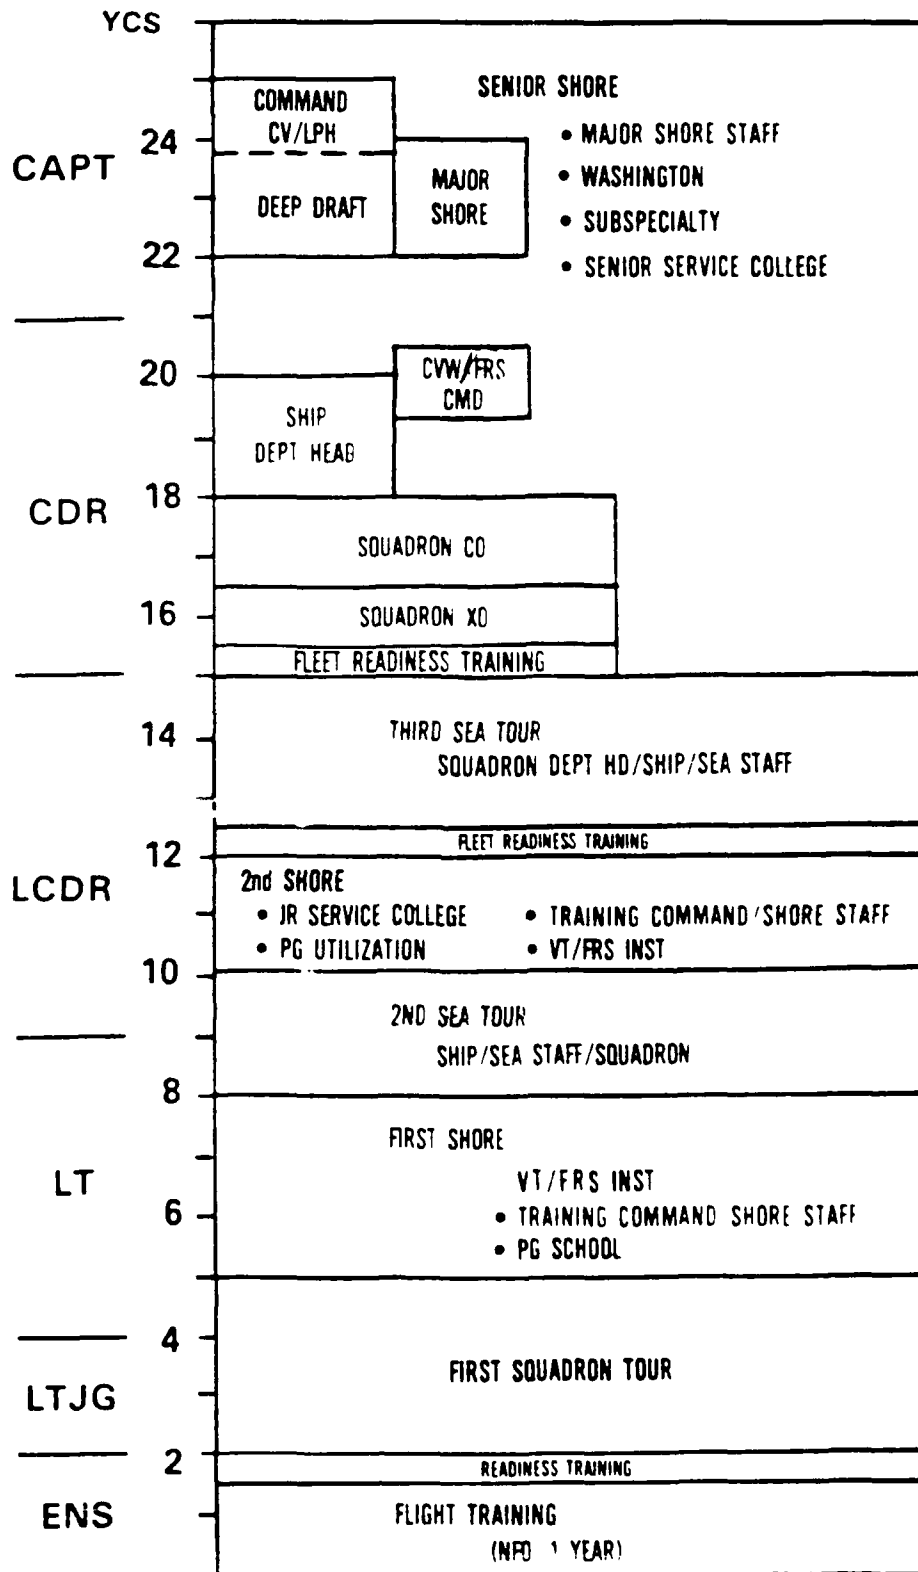 YCS
COMMAND
CV/LPH
DEEP DRAFT
MAJOR
SHORE
SENIOR SHORE
• MAJOR SHORE STAFF
• WASHINGTON
• SUBSPECIALTY
• SENIOR SERVICE COLLEGE
CAPT
24
22
20
CVW/FRS
CMD
SHIP
DEPT HEAD
CDR
18
SQUADRON CO
16
SQUADRON XO
FLEET READINESS TRAINING
14
THIRD SEA TOUR
SQUADRON DEPT HD/SHIP/SEA STAFF
FLEET READINESS TRAINING
12
LCDR
2nd SHORE
• JR SERVICE COLLEGE
• TRAINING COMMAND/SHORE STAFF
• PG UTILIZATION
• VT/FRS INST
10
2ND SEA TOUR
SHIP/SEA STAFF/SQUADRON
8
FIRST SHORE
LT
VT/FRS INST
6
• TRAINING COMMAND SHORE STAFF
• PG SCHOOL
4
FIRST SQUADRON TOUR
LTJG
2
READINESS TRAINING
ENS
FLIGHT TRAINING
(NFO 1 YEAR)